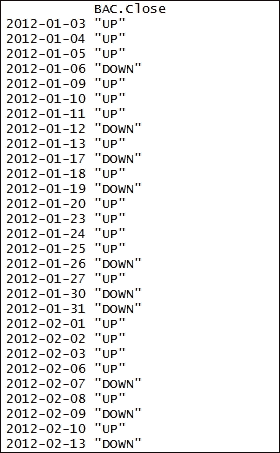 BAC.Close
2012-01-03 "UP"
2012-01-04 "UP"
2012-01-05 "UP"
2012-01-06 "DOWN"
2012-01-09 "UP"
2012-01-10 "UP"
2012-01-11 "UP"
2012-01-12 "DOWN"
2012-01-13 "UP"
2012-01-17 "DOWN"
2012-01-18 "UP"
2012-01-19 "DOWN"
2012-01-20 "UP"
2012-01-23 "UP"
2012-01-24 "UP"
2012-01-25 "UP"
2012-01-26 "DOWN"
2012-01-27 "UP"
2012-01-30 "DOWN"
2012-01-31 "DOWN"
2012-02-01 "UP"
2012-02-02 "UP"
2012-02-03 "UP"
2012-02-06 "UP"
2012-02-07 "DOWN"
2012-02-08 "UP"
2012-02-09 "DOWN"
2012-02-10 "UP"
2012-02-13 "DOWN"